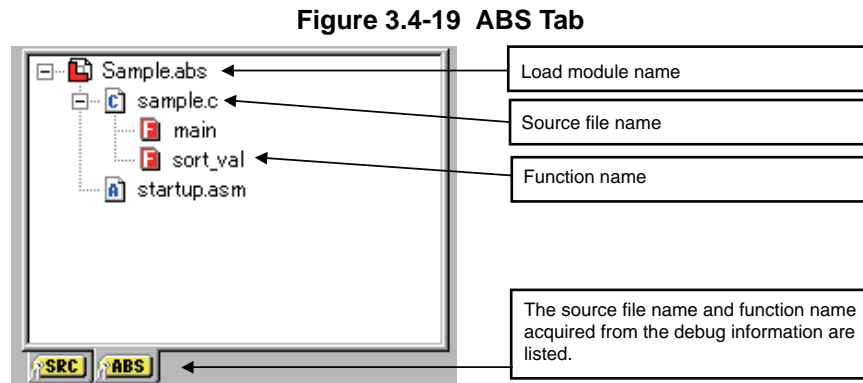 Figure 3.4-19 ABS Tab
Sample.abs
Load module name
sample.c
Source file name
main
sort_val
Function name
startup.asm
The source file name and function name
acquired from the debug information are
listed.
SRC
ABS